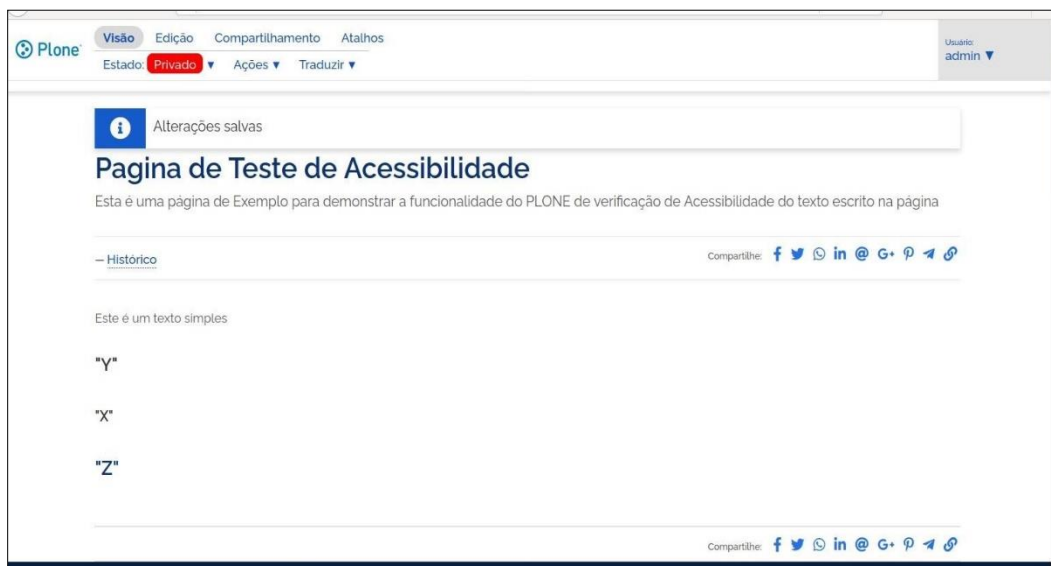 Plone
Visão Edição Compartilhamento Atalhos
Estado: Privado ▼ Ações ▼ Traduzir ▼
Usuário:
admin ▼
Alterações salvas
Pagina de Teste de Acessibilidade
Esta é uma página de Exemplo para demonstrar a funcionalidade do PLONE de verificação de Acessibilidade do texto escrito na página
— Histórico
Compartilhe:
Este é um texto simples
"Y"
"X"
"Z"
Compartilhe: